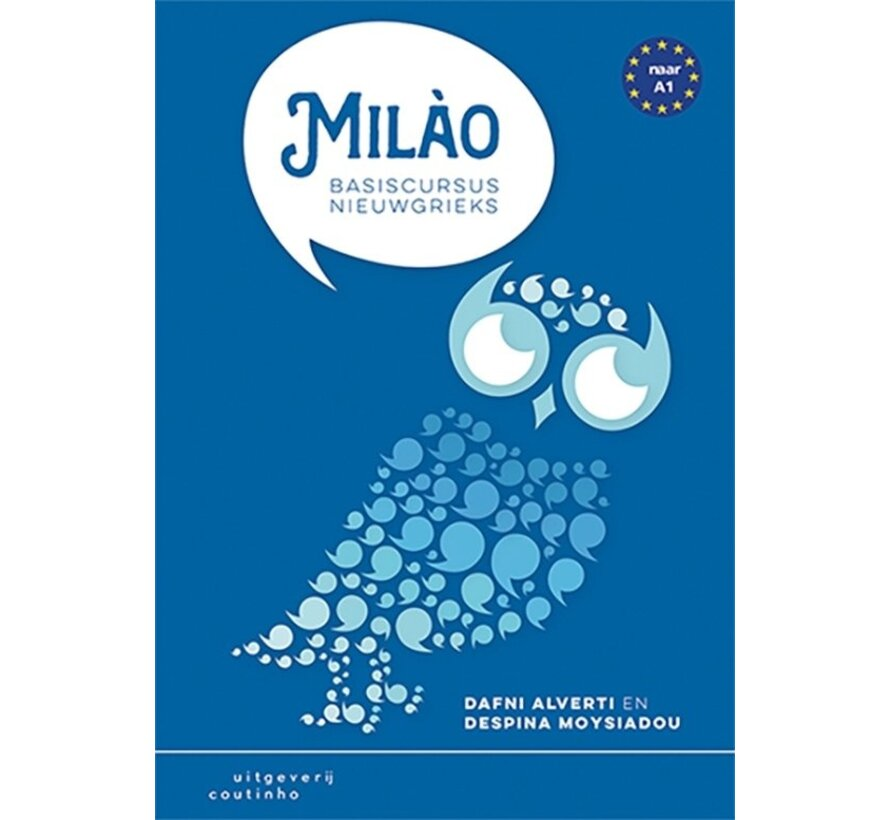 naar
A1
MILÀO
BASISCURSUS
NIEUWGRIEKS
DAFNI ALVERTI EN
DESPINA MOYSIADOU
uitgeverij
coutinho